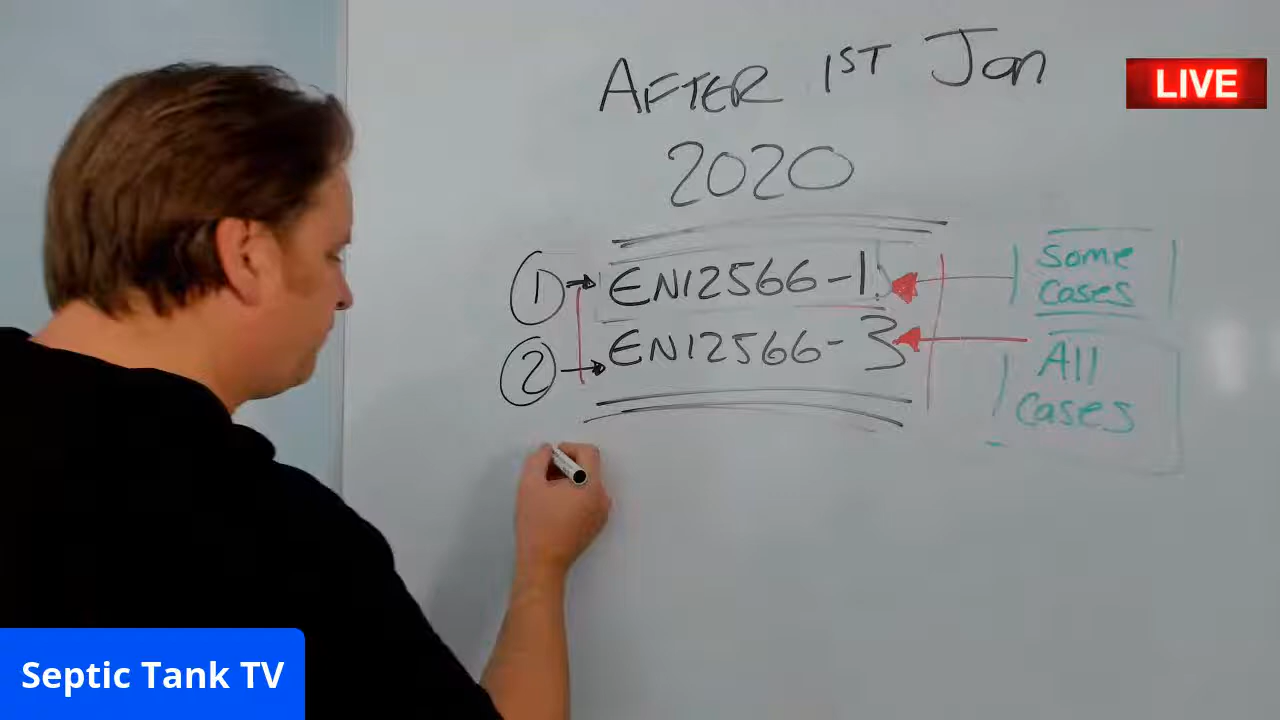 AFTER 1ST Jan
2020
LIVE
1 → EN12566-1
Some
cases
2 → EN12566-3
All
cases
Septic Tank TV